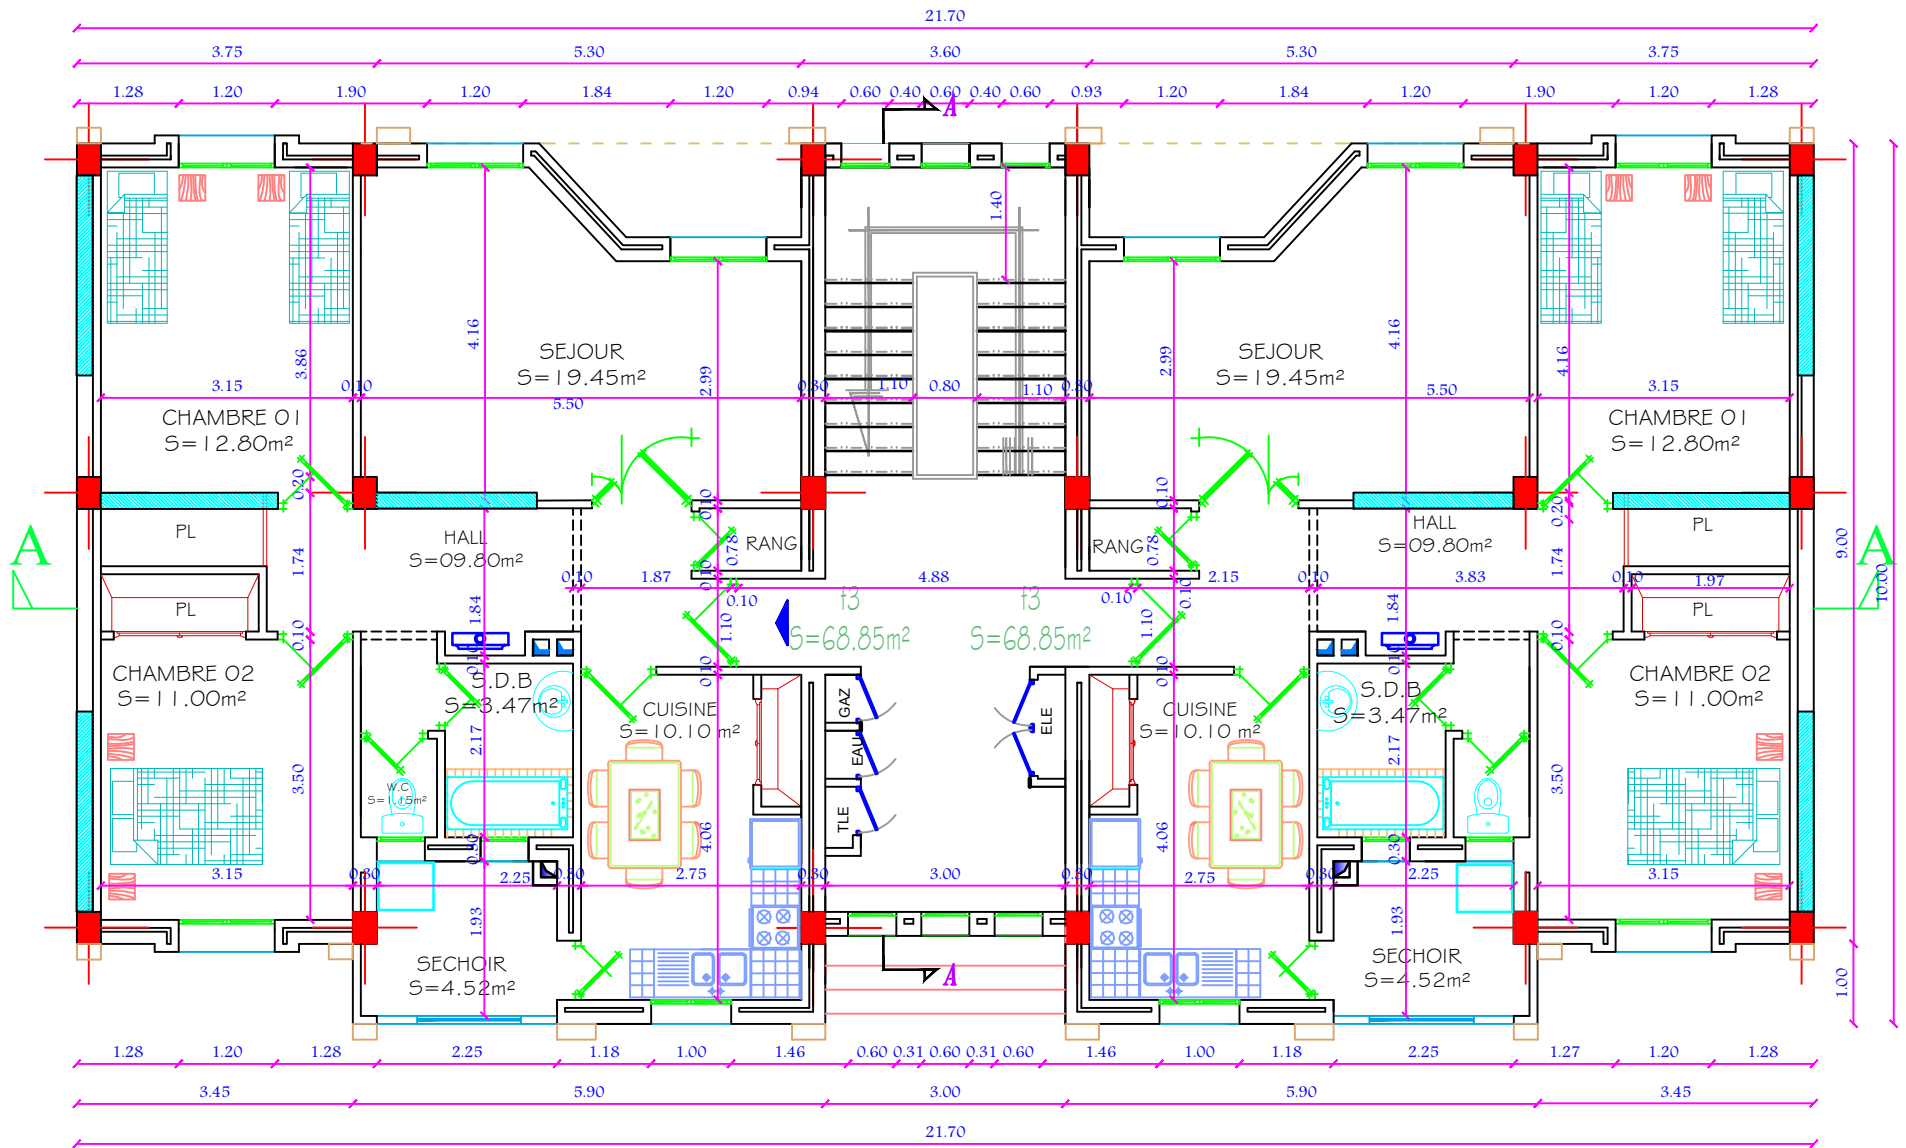 21.70
3.75 5.30 3.60 5.30 3.75
1.28 1.20 1.90 1.20 1.84 1.20 0.94 0.60 0.40 0.60 0.40 0.60 0.93 1.20 1.84 1.20 1.90 1.20 1.28
A
1.40
4.16 4.16
3.86 2.99 2.99 4.16
SEJOUR SEJOUR
S=19.45m² S=19.45m²
3.15 0.10 5.50 0.30 1.10 0.80 1.10 0.30 5.50 3.15
CHAMBRE 01 CHAMBRE 01
S=12.80m² S=12.80m²
0.20 0.10 0.10 0.20
PL HALL RANG RANG HALL PL
S=09.80m² S=09.80m²
A 1.74 0.78 0.78 1.74 9.00 A
10.00
0.10 1.87 0.10 4.88 2.15 0.10 3.83 0.10 1.97
0.10 0.10 0.10
PL 1.84 f3 f3 1.84 PL
0.10 1.10 S=68.85m² S=68.85m² 1.10 0.10
0.10 0.10 0.10 0.10
CHAMBRE 02 S.D.B S.D.B CHAMBRE 02
S=11.00m² S=3.47m² S=3.47m² S=11.00m²
CUISINE GAZ ELE CUISINE
S=10.10 m² S=10.10 m²
2.17 EAU 2.17
3.50 3.50
W.C
S=1.15m²
TLE
4.06 4.06
0.30 0.30
3.15 0.30 2.25 0.30 2.75 0.30 3.00 0.30 2.75 0.30 2.25 3.15
1.93 1.93
SECHOIR SECHOIR
S=4.52m² S=4.52m²
A
1.00
1.28 1.20 1.28 2.25 1.18 1.00 1.46 0.60 0.31 0.60 0.31 0.60 1.46 1.00 1.18 2.25 1.27 1.20 1.28
3.45 5.90 3.00 5.90 3.45
21.70